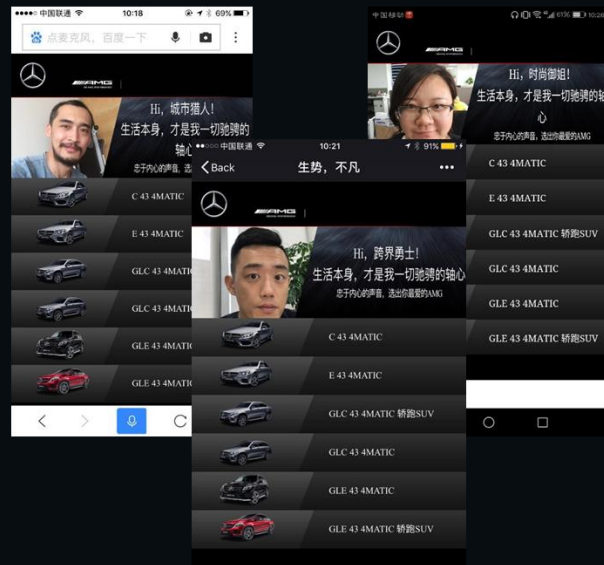 中国联通
10:18
69%
点麦克风，百度一下
AMG
Hi，城市猎人！
生活本身，才是我一切驰骋的
轴心
忠于内心的声音，选
C 43 4MATIC
E 43 4MATIC
GLC 43 4MATIC
GLC 43 4MATIC
GLE 43 4MATIC
GLE 43 4MATIC
中国联通
10:21
91%
Back
生势，不凡
AMG
Hi，跨界勇士！
生活本身，才是我一切驰骋的轴心
忠于内心的声音，选出你最爱的AMG
C 43 4MATIC
E 43 4MATIC
GLC 43 4MATIC 轿跑SUV
GLC 43 4MATIC
GLE 43 4MATIC
GLE 43 4MATIC 轿跑SUV
中国移动
61%
10:28
AMG
Hi，时尚御姐！
生活本身，才是我一切驰骋的轴
心
忠于内心的声音，选出你最爱的AMG
C 43 4MATIC
E 43 4MATIC
GLC 43 4MATIC 轿跑SUV
GLC 43 4MATIC
GLE 43 4MATIC
GLE 43 4MATIC 轿跑SUV